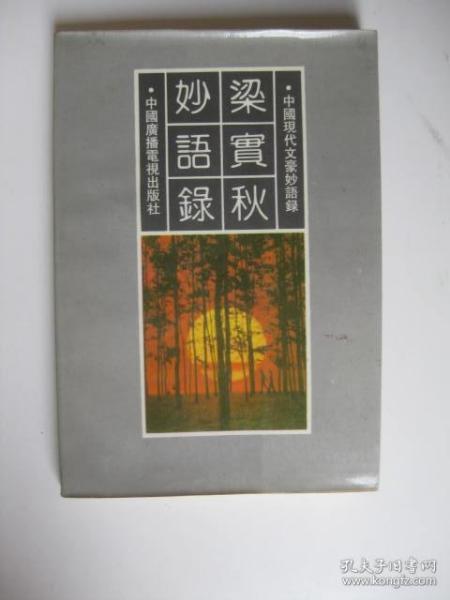 ·中國現代文豪妙語錄
梁實秋
妙語錄
·中國廣播電視出版社
孔夫子旧书网
www.kongfz.com